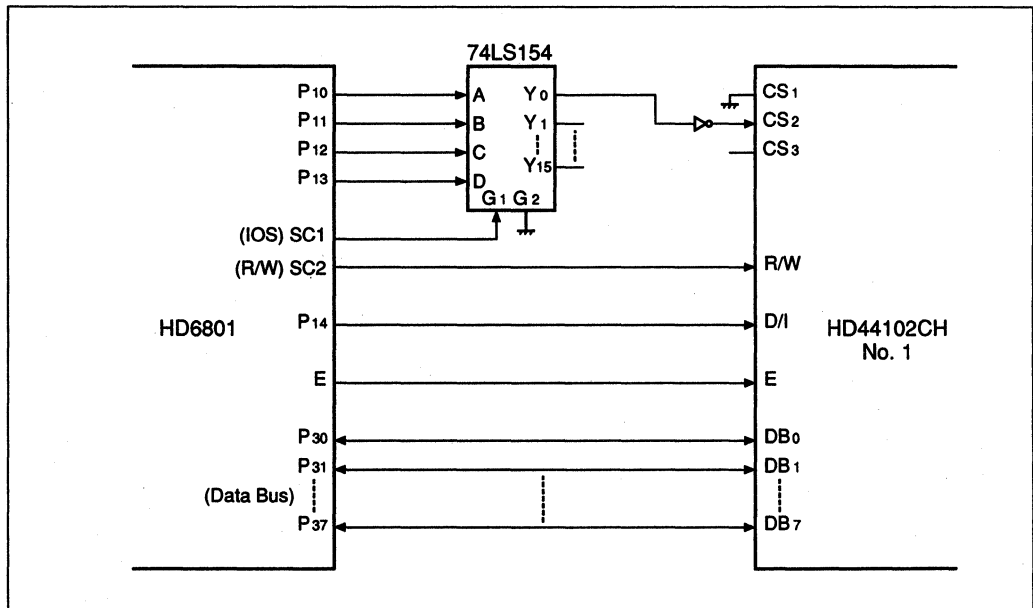 74LS154
P10
P11
P12
P13
A
B
C
D
Y0
Y1
Y15
G1 G2
CS1
CS2
CS3
(IOS) SC1
(R/W) SC2
R/W
HD6801
P14
D/I
HD44102CH
No. 1
E
E
P30
DB0
P31
DB1
(Data Bus)
P37
DB7